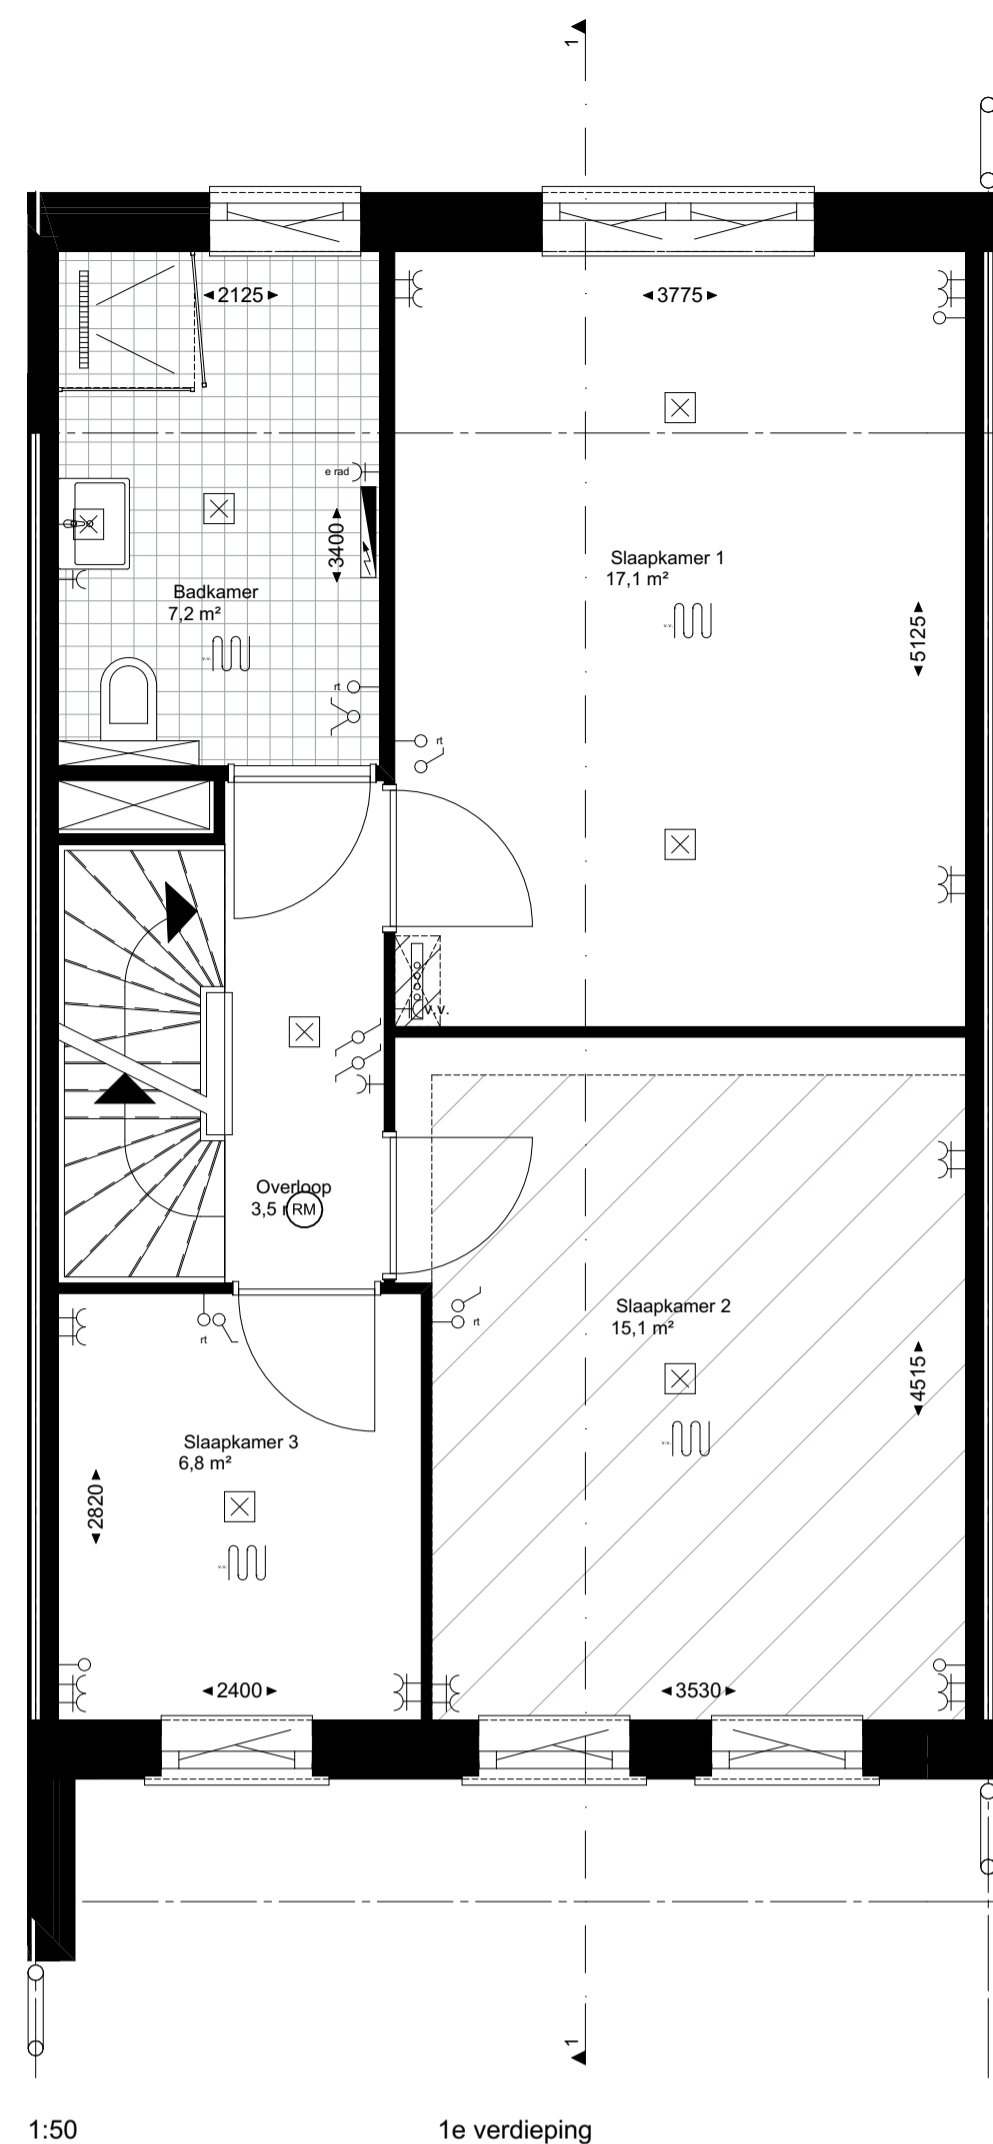 1
2125
3775
e rad
3400
Slaapkamer 1
17,1 m²
Badkamer
7,2 m²
v.v.
v.v.
5125
rt
rt
v.v.
Overloop
3,5
RM
Slaapkamer 2
15,1 m²
rt
rt
4515
Slaapkamer 3
6,8 m²
v.v.
2820
v.v.
2400
3530
1
1:50
1e verdieping